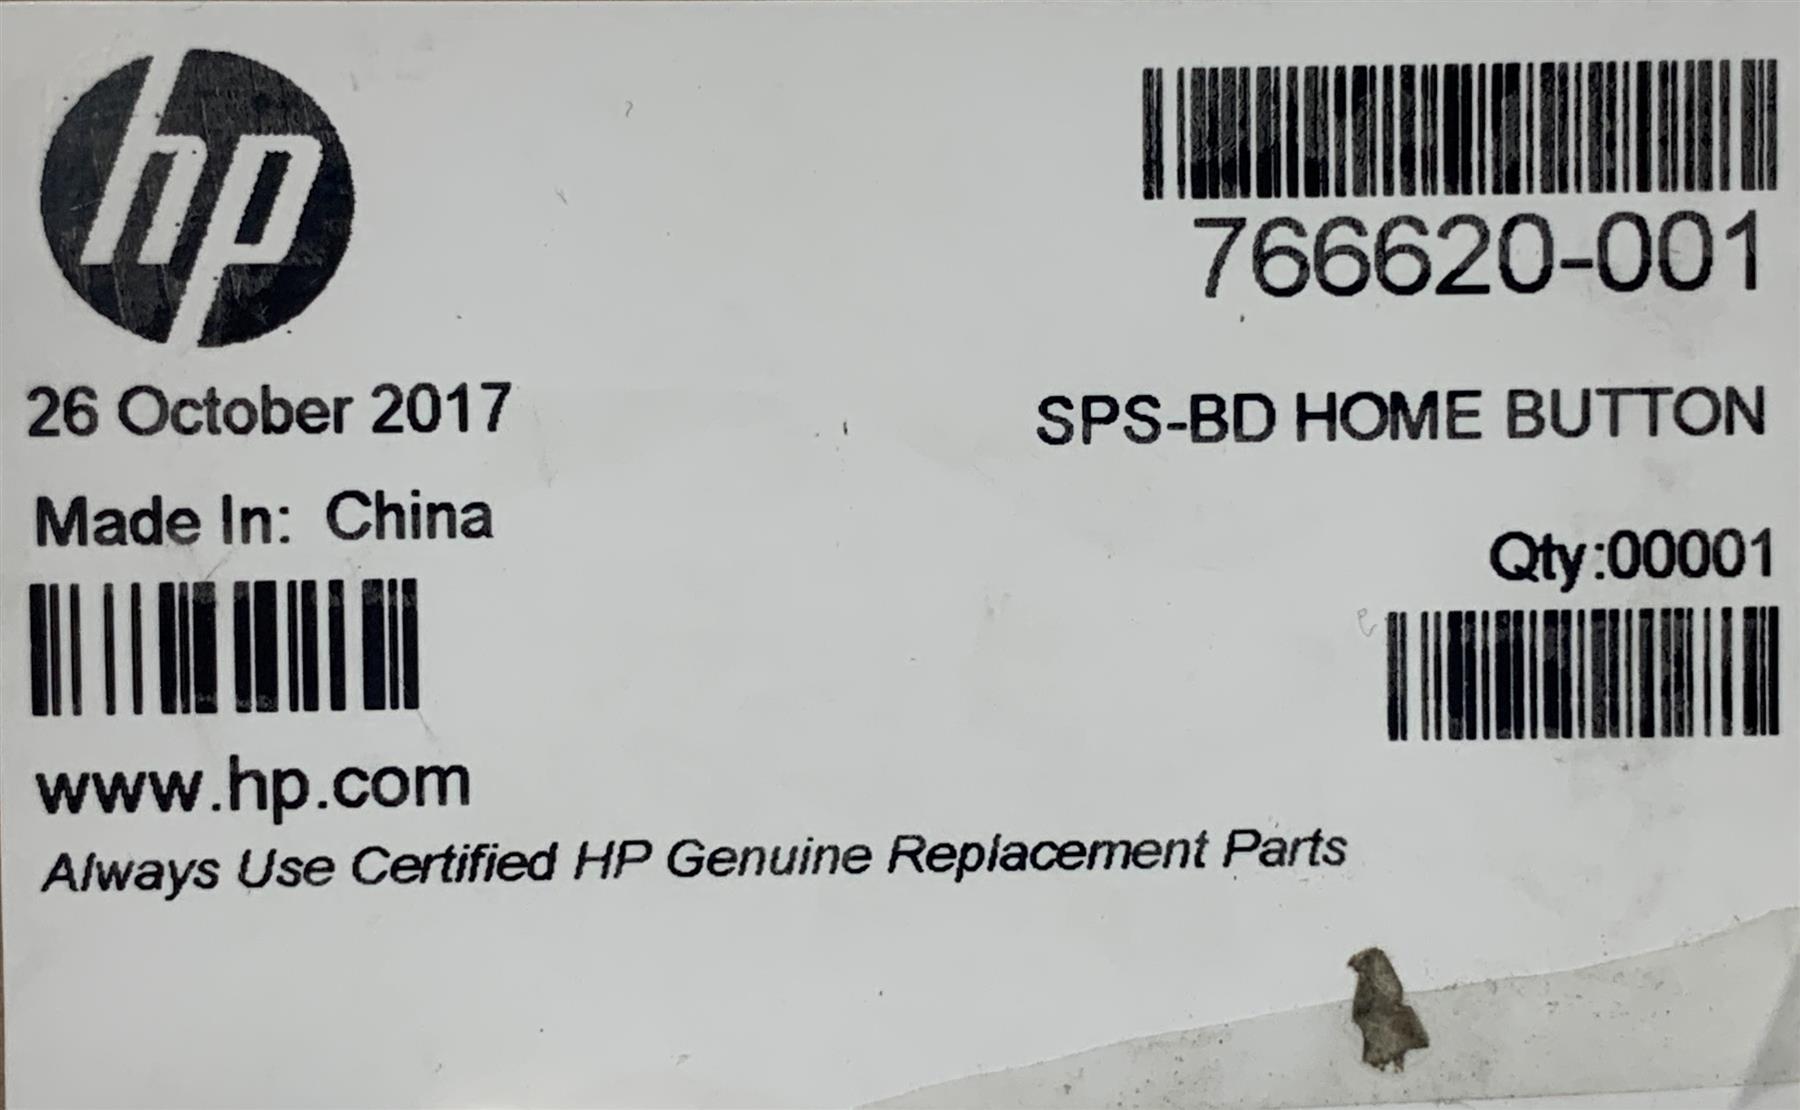 hp
766620-001
26 October 2017
SPS-BD HOME BUTTON
Made In: China
Qty:00001
www.hp.com
Always Use Certified HP Genuine Replacement Parts